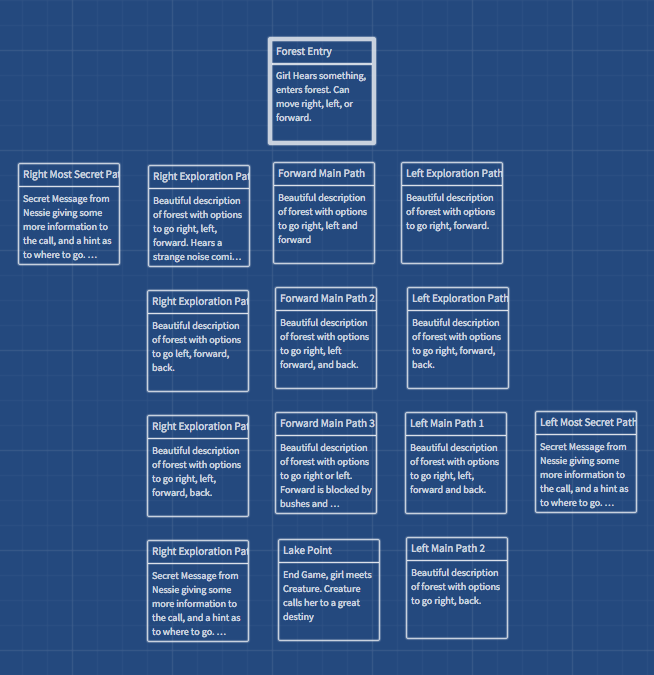 Forest Entry
Girl Hears something,
enters forest. Can
move right, left, or
forward.
Right Most Secret Pat
Secret Message from
Nessie giving some
more information to
the call, and a hint as
to where to go. ...
Right Exploration Pat
Beautiful description
of forest with options
to go right, left,
forward. Hears a
strange noise comi...
Forward Main Path
Beautiful description
of forest with options
to go right, left and
forward
Left Exploration Path
Beautiful description
of forest with options
to go right, forward.
Right Exploration Pat
Beautiful description
of forest with options
to go left, forward,
back.
Forward Main Path 2
Beautiful description
of forest with options
to go right, left
forward, and back.
Left Exploration Path
Beautiful description
of forest with options
to go right, forward,
back.
Right Exploration Pat
Beautiful description
of forest with options
to go right, left,
forward, back.
Forward Main Path 3
Beautiful description
of forest with options
to go right or left.
Forward is blocked by
bushes and ...
Left Main Path 1
Beautiful description
of forest with options
to go right, left,
forward and back.
Left Most Secret Path
Secret Message from
Nessie giving some
more information to
the call, and a hint as
to where to go. ...
Right Exploration Pat
Secret Message from
Nessie giving some
more information to
the call, and a hint as
to where to go. ...
Lake Point
End Game, girl meets
Creature. Creature
calls her to a great
destiny
Left Main Path 2
Beautiful description
of forest with options
to go right, back.